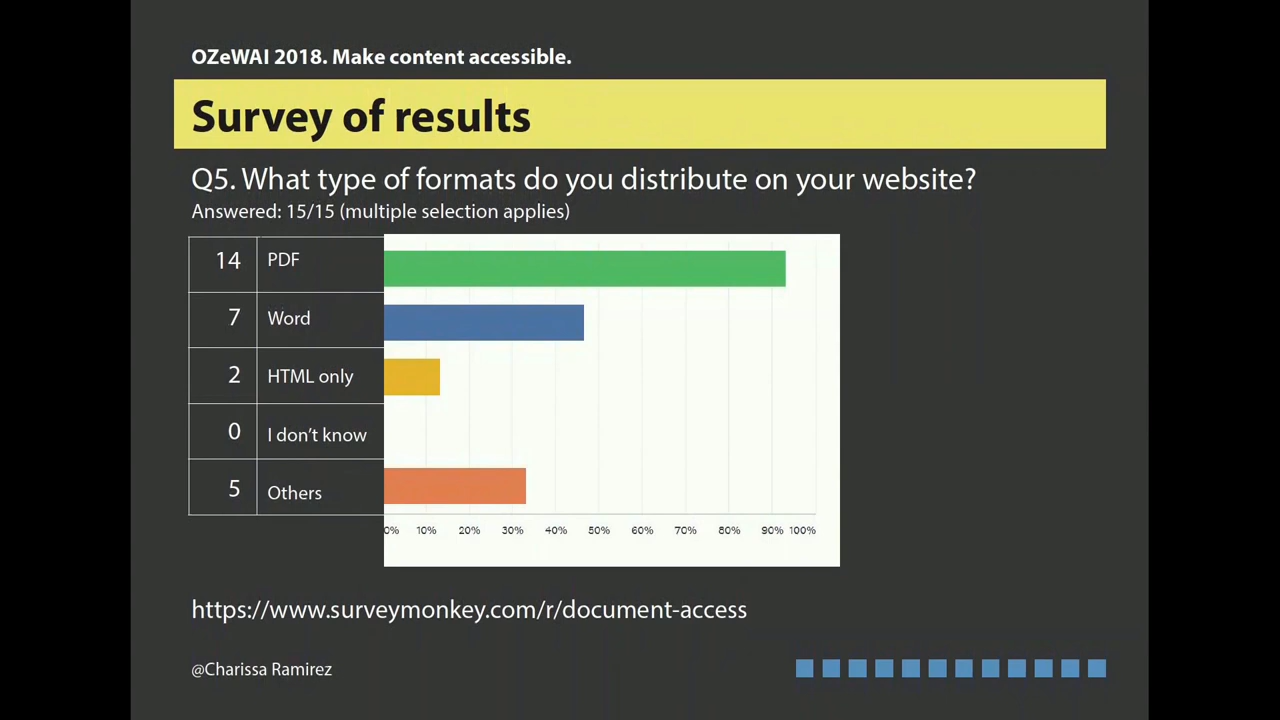 OZeWAI 2018. Make content accessible.
Survey of results
Q5. What type of formats do you distribute on your website?
Answered: 15/15 (multiple selection applies)
14 PDF
7 Word
2 HTML only
0 I don’t know
5 Others
0% 10% 20% 30% 40% 50% 60% 70% 80% 90% 100%
https://www.surveymonkey.com/r/document-access
@Charissa Ramirez